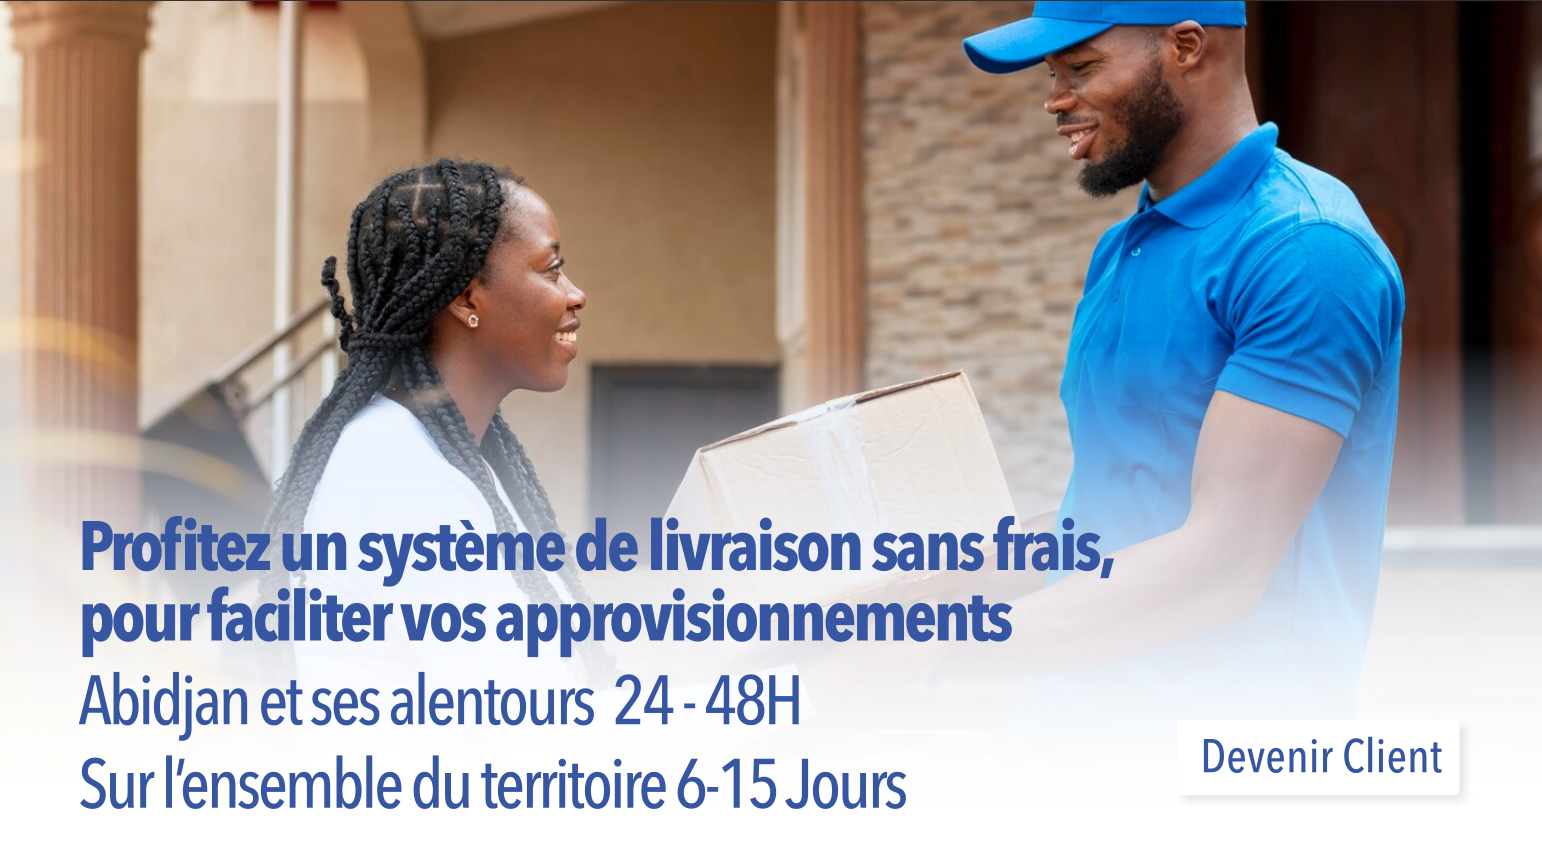 Profitez un système de livraison sans frais,
pour faciliter vos approvisionnements
Abidjan et ses alentours 24 - 48H
Sur l’ensemble du territoire 6-15 Jours
Devenir Client